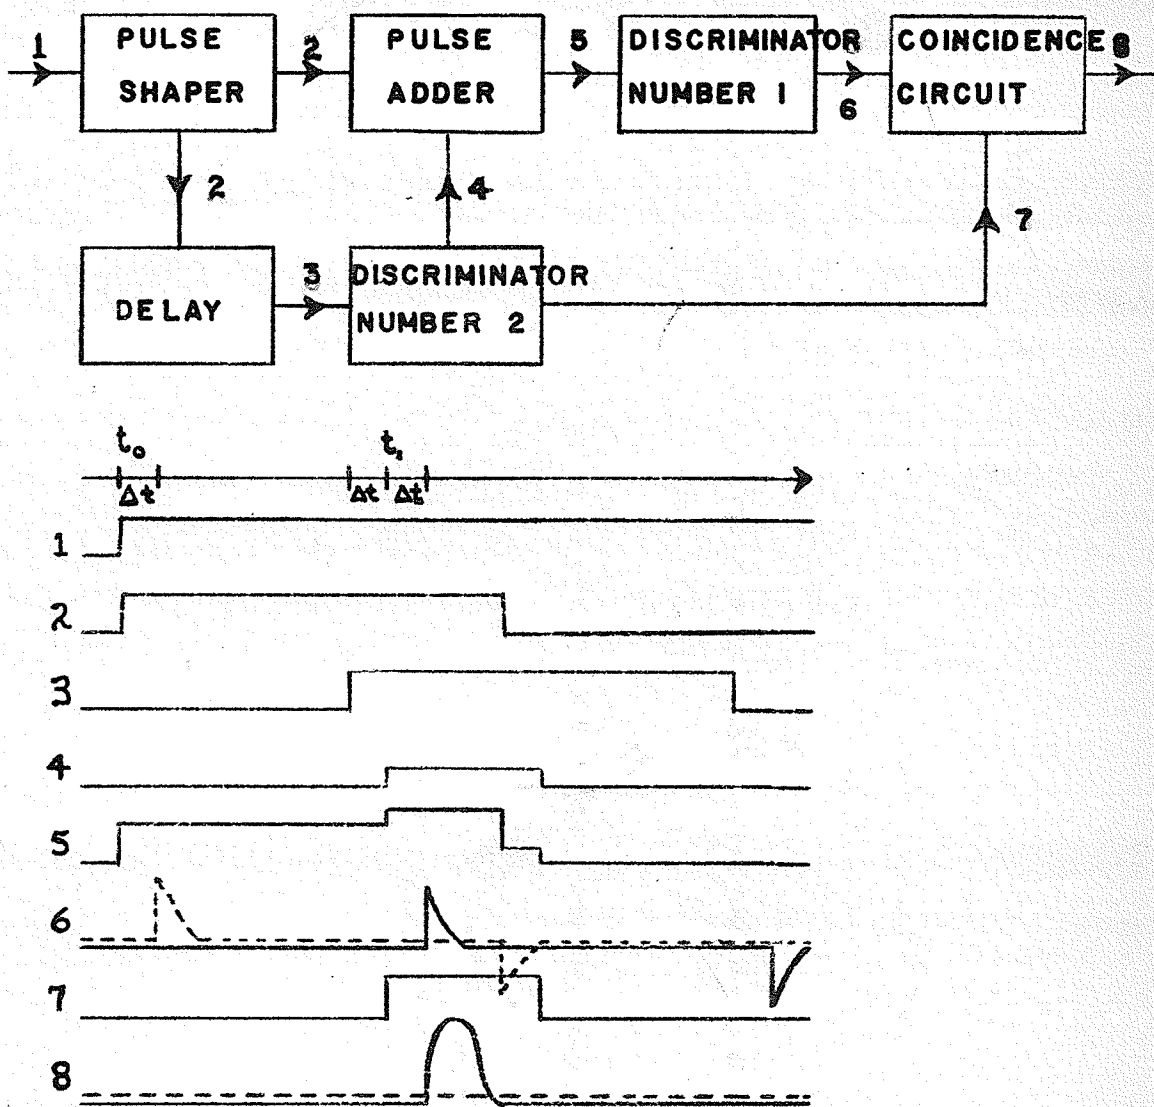 1
PULSE
SHAPER
2
PULSE
ADDER
5
DISCRIMINATOR
NUMBER 1
6
COINCIDENCE
CIRCUIT
8
2
4
7
DELAY
3
DISCRIMINATOR
NUMBER 2
t₀
t₁
Δt
Δt
Δt
1
2
3
4
5
6
7
8